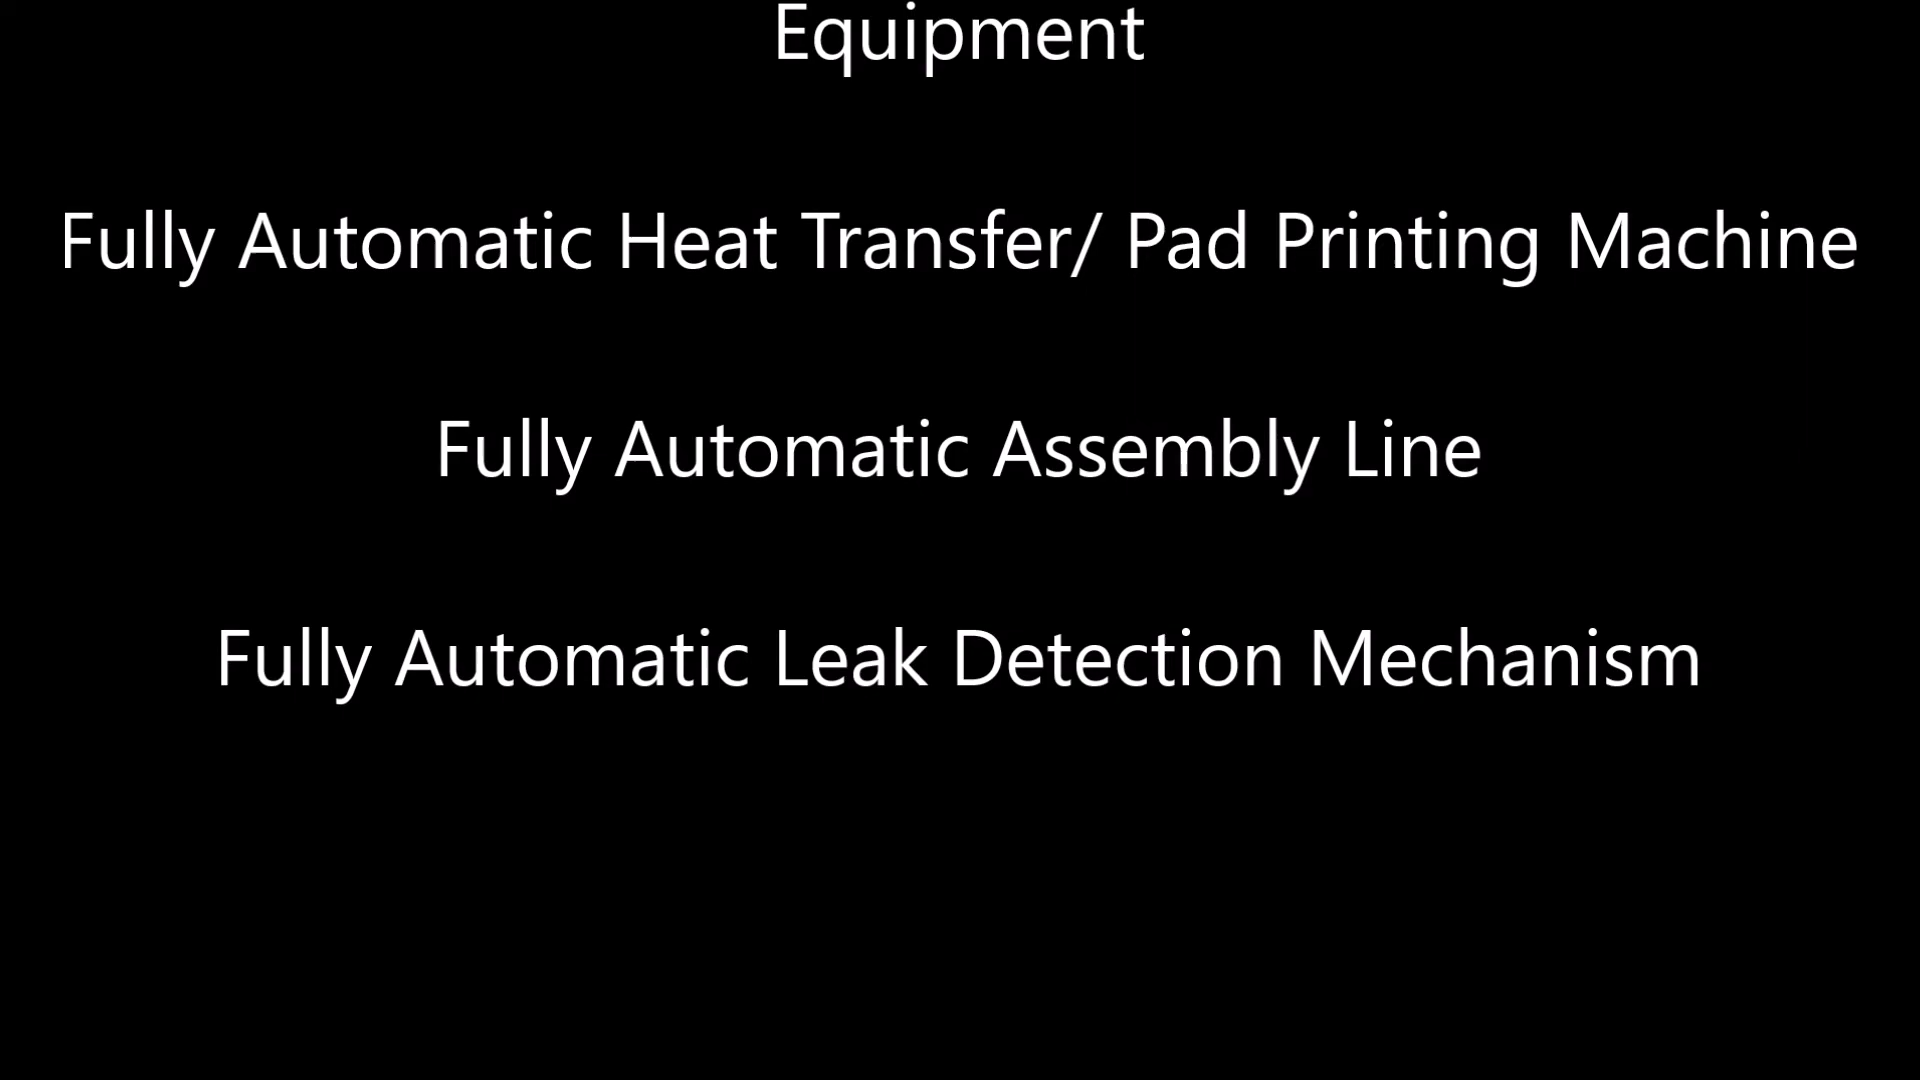 Equipment
Fully Automatic Heat Transfer/ Pad Printing Machine
Fully Automatic Assembly Line
Fully Automatic Leak Detection Mechanism